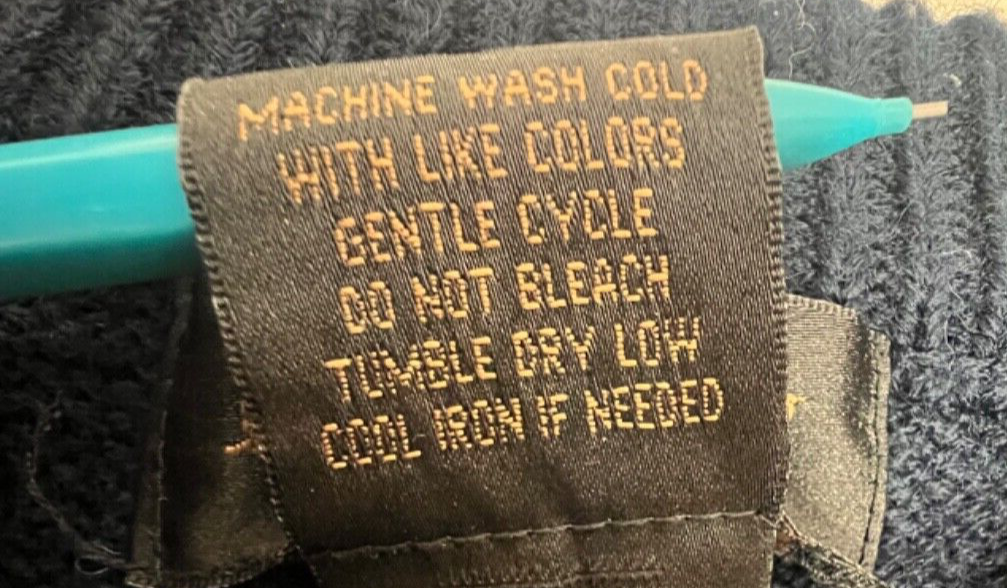 MACHINE WASH COLD
WITH LIKE COLORS
GENTLE CYCLE
DO NOT BLEACH
TUMBLE DRY LOW
COOL IRON IF NEEDED